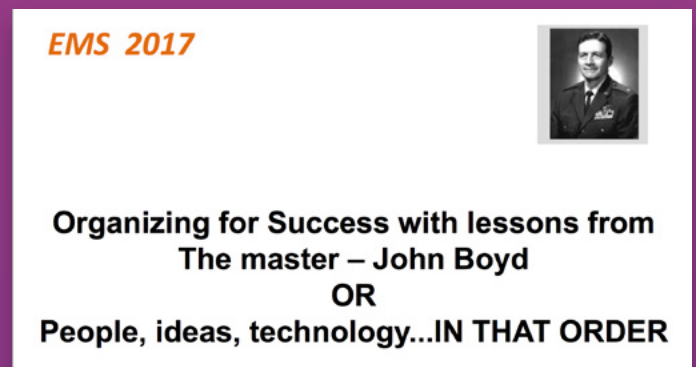 EMS 2017
Organizing for Success with lessons from
The master – John Boyd
OR
People, ideas, technology...IN THAT ORDER